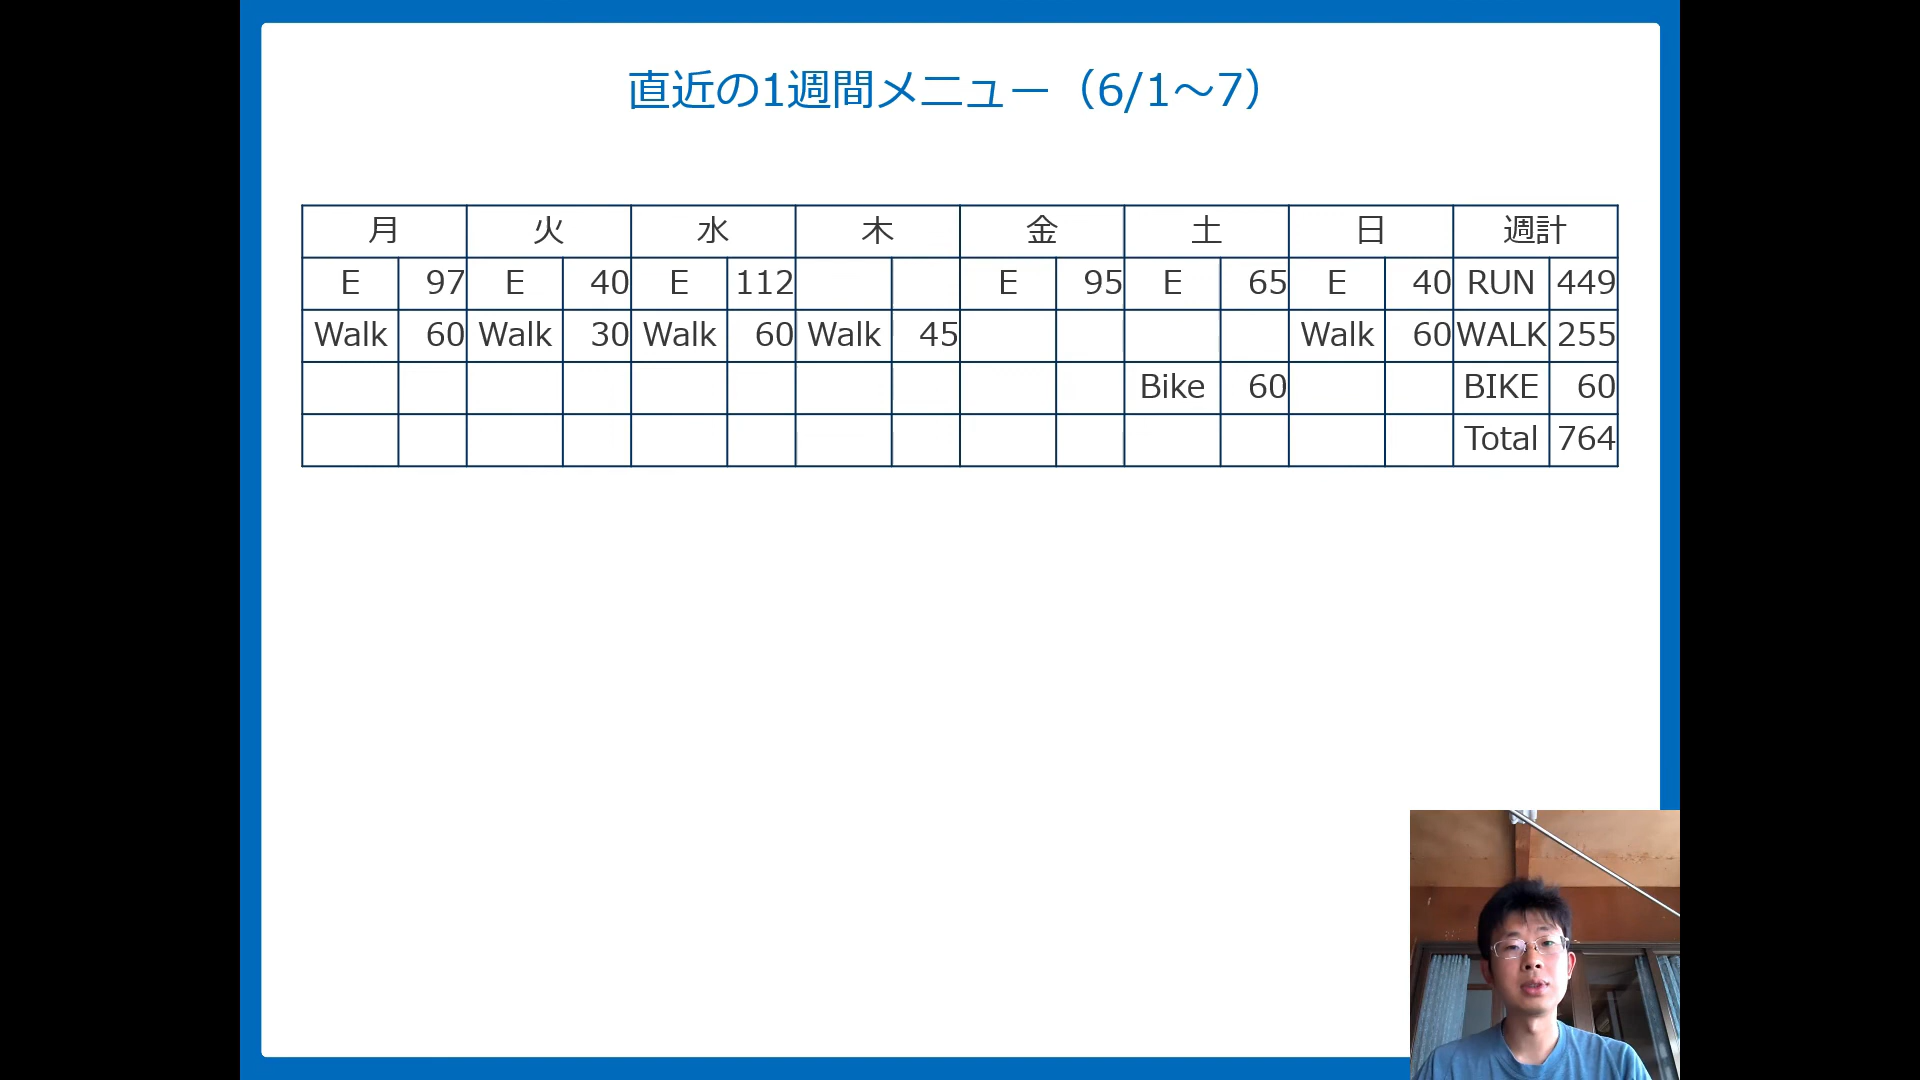 直近の1週間メニュー（6/1～7）
月 火 水 木 金 土 日 週計
E 97 E 40 E 112 E 95 E 65 E 40 RUN 449
Walk 60 Walk 30 Walk 60 Walk 45 Walk 60 WALK 255
Bike 60 BIKE 60
Total 764